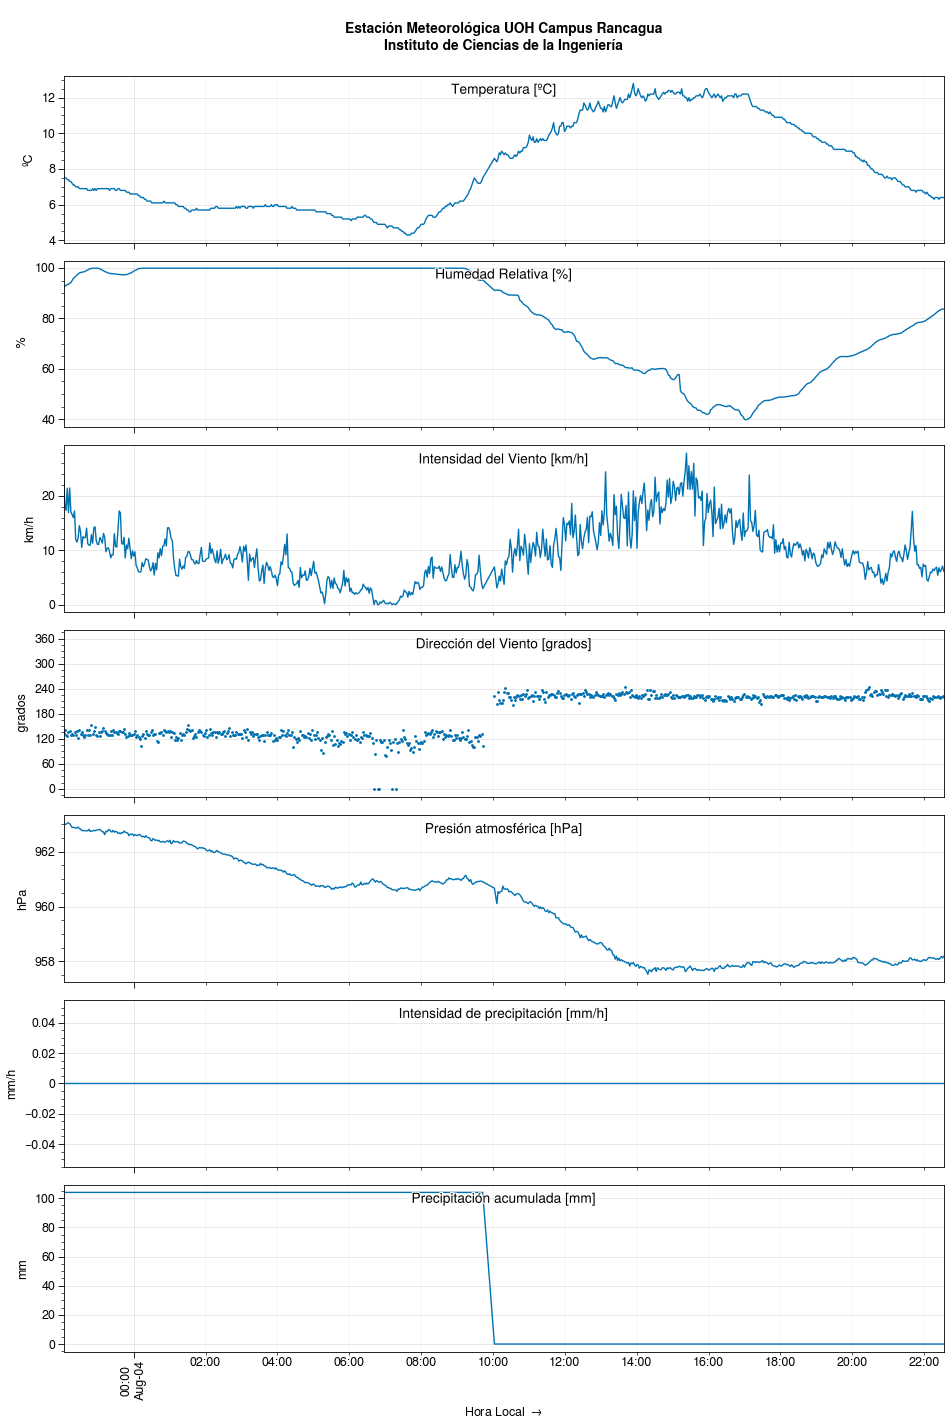 Estación Meteorológica UOH Campus Rancagua
Instituto de Ciencias de la Ingeniería
Temperatura [ºC]
ºC
12
10
8
6
4
Humedad Relativa [%]
%
100
80
60
40
Intensidad del Viento [km/h]
km/h
20
10
0
Dirección del Viento [grados]
grados
360
300
240
180
120
60
0
Presión atmosférica [hPa]
hPa
962
960
958
Intensidad de precipitación [mm/h]
mm/h
0.04
0.02
0
−0.02
−0.04
Precipitación acumulada [mm]
mm
100
80
60
40
20
0
00:00
Aug-04
02:00 04:00 06:00 08:00 10:00 12:00 14:00 16:00 18:00 20:00 22:00
Hora Local →